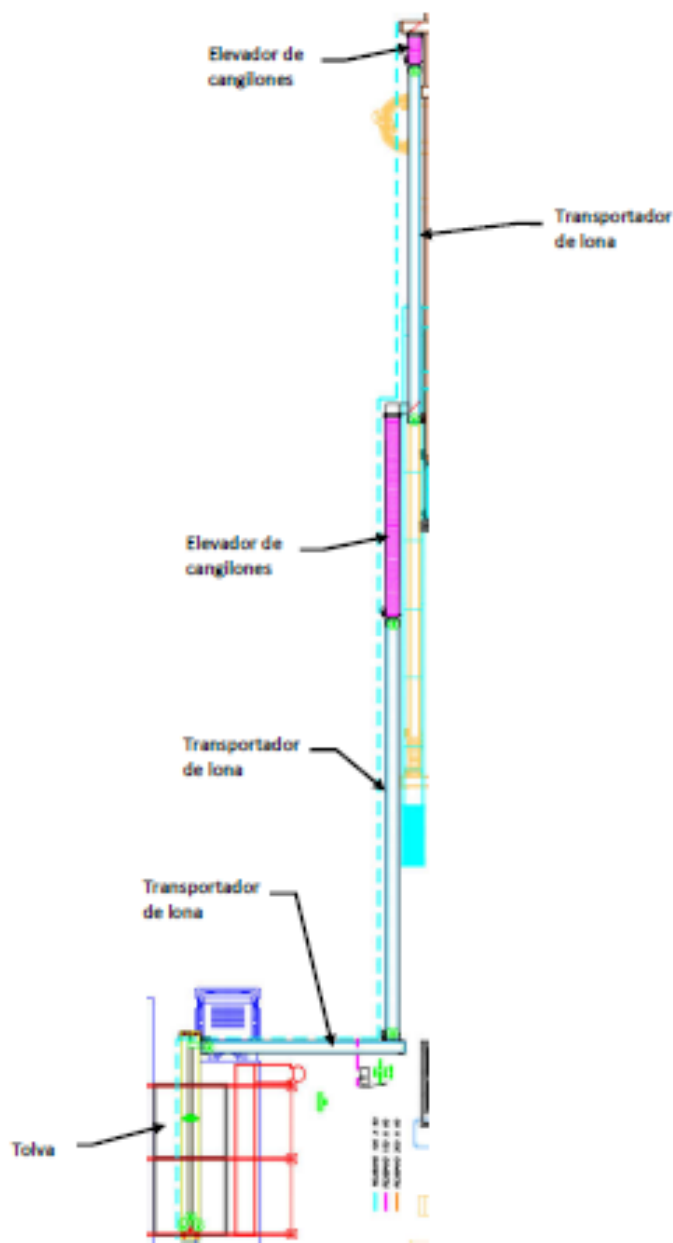 Elevador de
cangilones
Transportador
de lona
Elevador de
cangilones
Transportador
de lona
Transportador
de lona
Tolva